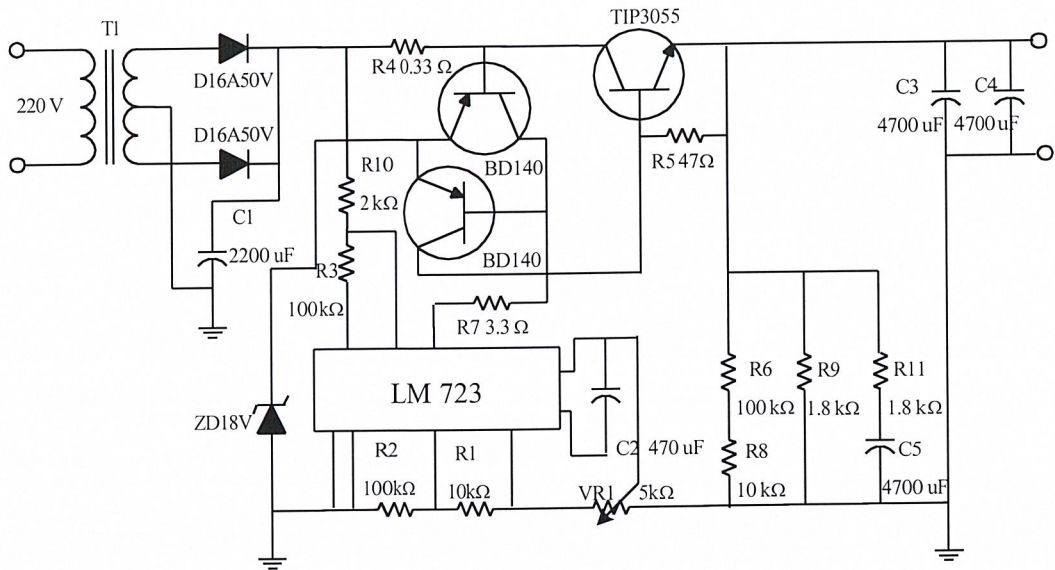 T1
TIP3055
D16A50V
R4 0.33 Ω
C3
C4
220 V
4700 uF
4700 uF
D16A50V
R5 47Ω
BD140
R10
2 kΩ
C1
2200 uF
BD140
R3
100kΩ
R7 3.3 Ω
LM 723
R6
R9
R11
100 kΩ
1.8 kΩ
1.8 kΩ
ZD18V
R2
R1
C2 470 uF
R8
C5
100kΩ
10kΩ
VR1
5kΩ
10 kΩ
4700 uF